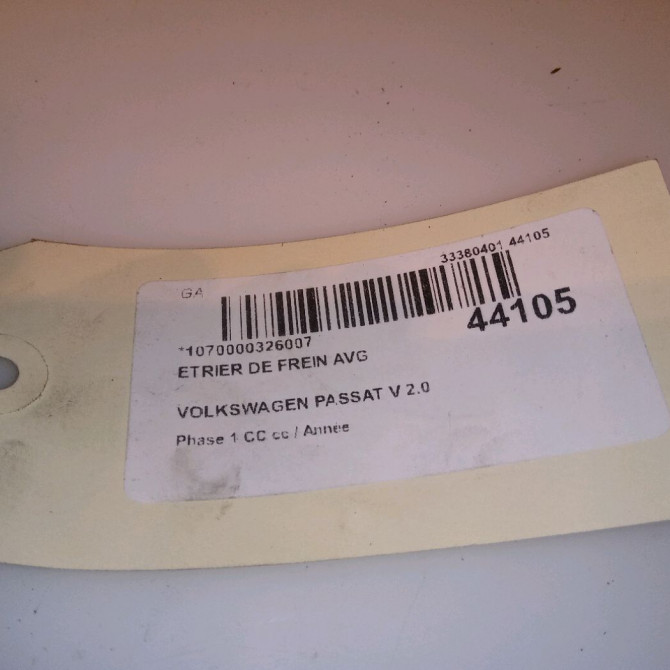 GA 33380401 44105
44105
*1070000326007
ETRIER DE FREIN AVG
VOLKSWAGEN PASSAT V 2.0
Phase 1 CC cc / Année